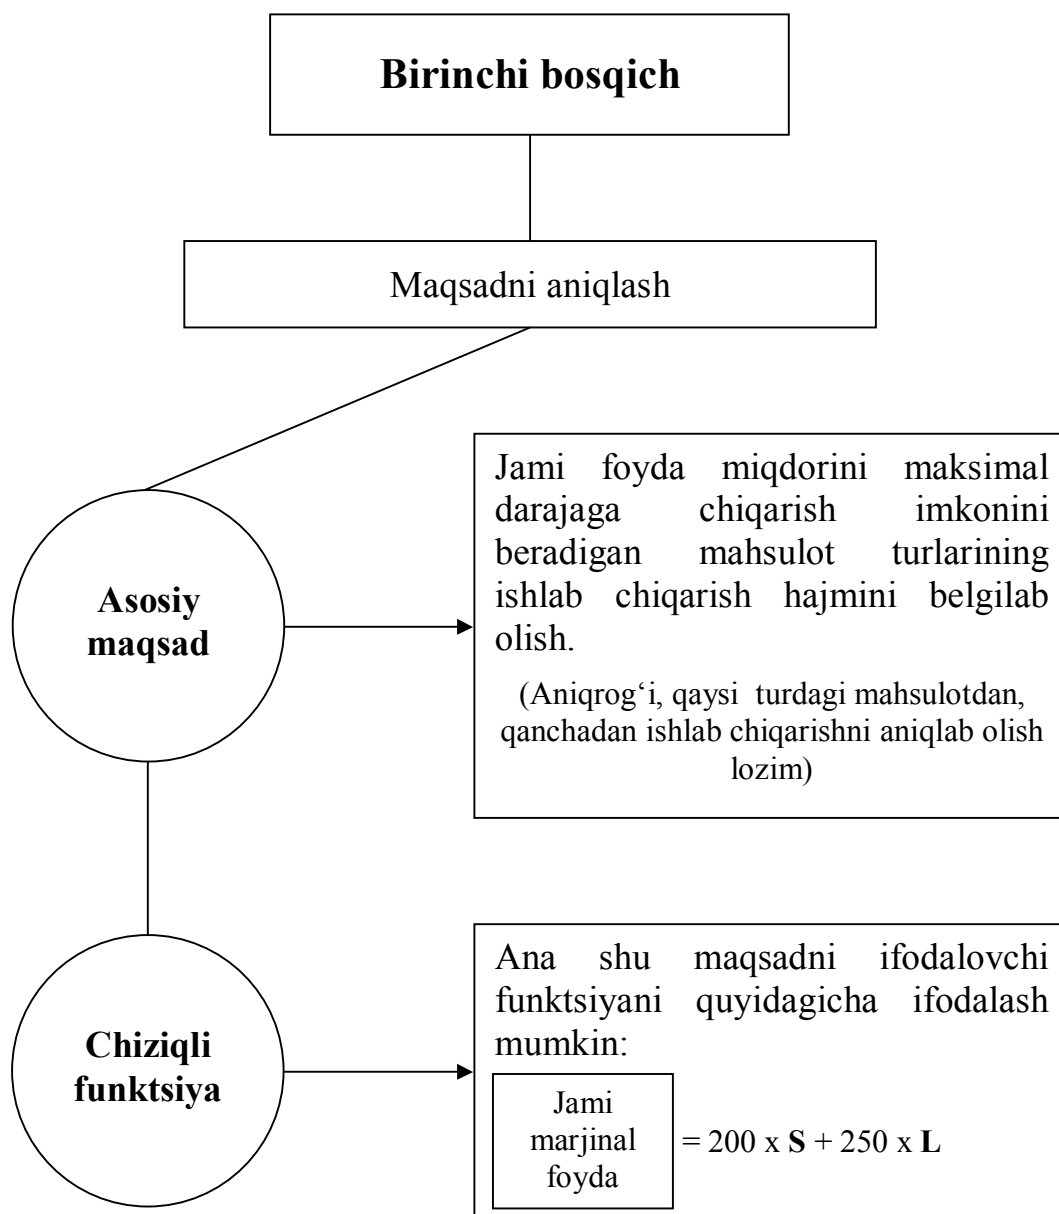 Birinchi bosqich
Maqsadni aniqlash
Asosiy
maqsad
Jami foyda miqdorini maksimal
darajaga chiqarish imkonini
beradigan mahsulot turlarining
ishlab chiqarish hajmini belgilab
olish.
(Aniqrog‘i, qaysi turdagi mahsulotdan,
qanchadan ishlab chiqarishni aniqlab olish
lozim)
Chiziqli
funktsiya
Ana shu maqsadni ifodalovchi
funktsiyani quyidagicha ifodalash
mumkin:
Jami
marjinal
foyda
= 200 x S + 250 x L